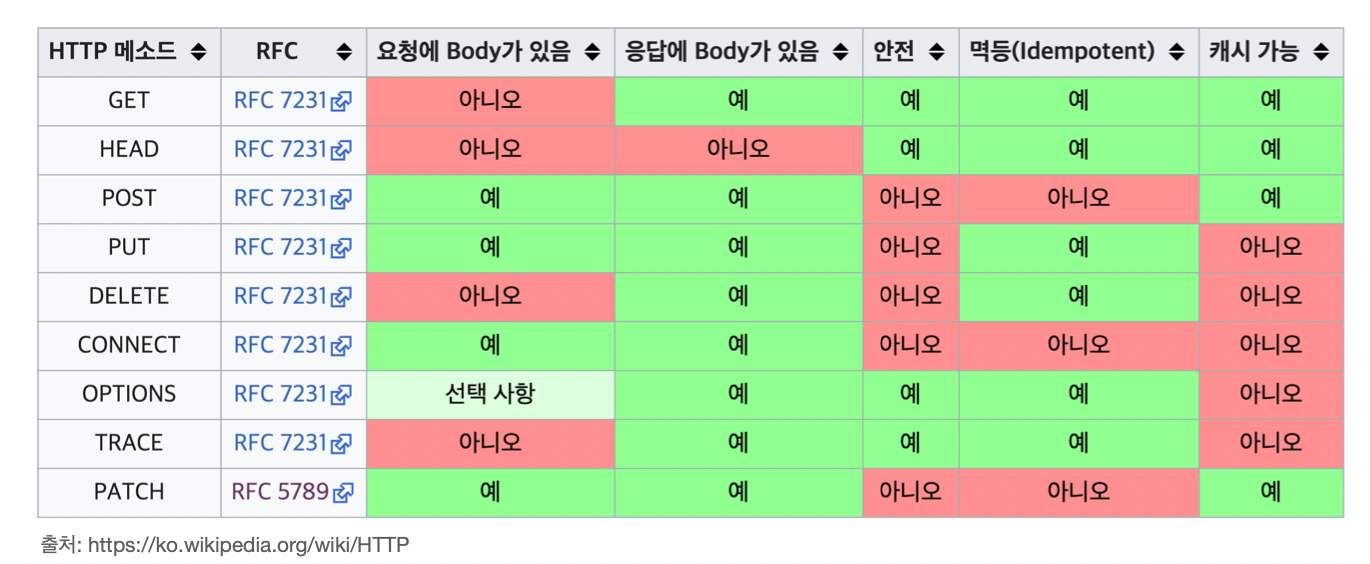 HTTP 메소드 RFC 요청에 Body가 있음 응답에 Body가 있음 안전 멱등(Idempotent) 캐시 가능
GET RFC 7231 아니오 예 예 예 예
HEAD RFC 7231 아니오 아니오 예 예 예
POST RFC 7231 예 예 아니오 아니오 예
PUT RFC 7231 예 예 아니오 예 아니오
DELETE RFC 7231 아니오 예 아니오 예 아니오
CONNECT RFC 7231 예 예 아니오 아니오 아니오
OPTIONS RFC 7231 선택 사항 예 예 예 아니오
TRACE RFC 7231 아니오 예 예 예 아니오
PATCH RFC 5789 예 예 아니오 아니오 예
출처: https://ko.wikipedia.org/wiki/HTTP